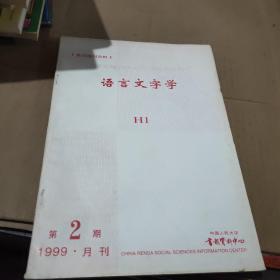 语言文字学
H1
第2期
1999·月刊
中国人民大学
书报资料中心
CHINA RENDA SOCIAL SCIENCES INFORMATION CENTER